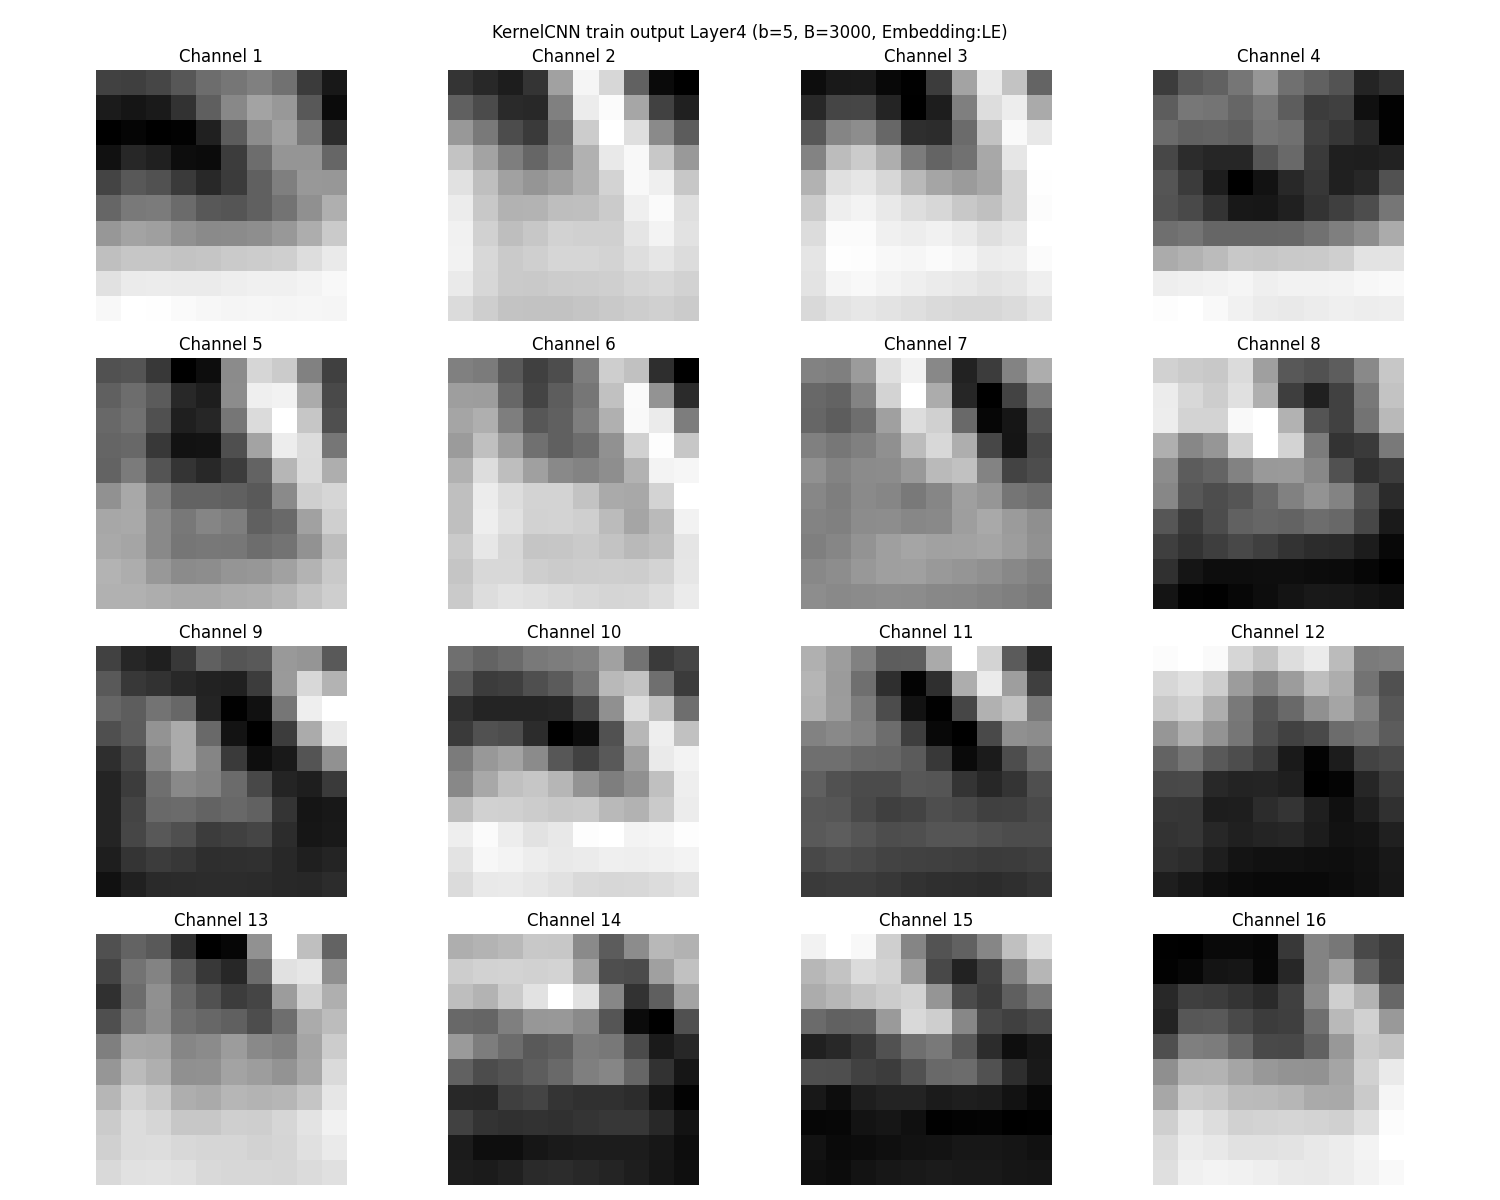 KernelCNN train output Layer4 (b=5, B=3000, Embedding:LE)
Channel 1
Channel 2
Channel 3
Channel 4
Channel 5
Channel 6
Channel 7
Channel 8
Channel 9
Channel 10
Channel 11
Channel 12
Channel 13
Channel 14
Channel 15
Channel 16